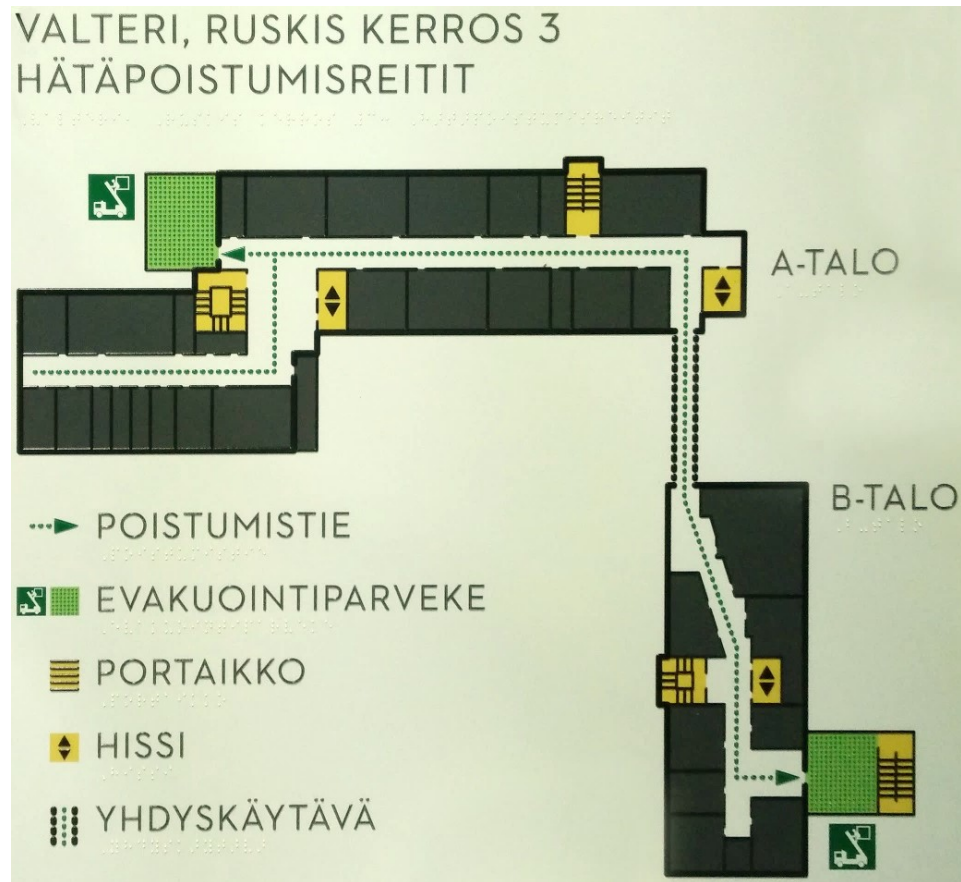 VALTERI, RUSKIS KERROS 3
HÄTÄPOISTUMISREITIT
A-TALO
B-TALO
POISTUMISTIE
EVAKUOINTIPARVEKE
PORTAIKKO
HISSI
YHDYSKÄYTÄVÄ